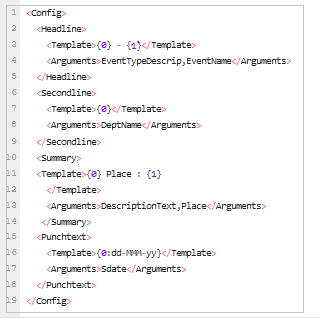 1 <Config>
2 <Headline>
3 <Template>{0} - {1}</Template>
4 <Arguments>EventTypeDescrip,EventName</Arguments>
5 </Headline>
6 <Secondline>
7 <Template>{0}</Template>
8 <Arguments>DeptName</Arguments>
9 </Secondline>
10 <Summary>
11 <Template>{0} Place : {1}
12 </Template>
13 <Arguments>DescriptionText,Place</Arguments>
14 </Summary>
15 <Punchtext>
16 <Template>{0:dd-MMM-yy}</Template>
17 <Arguments>Sdate</Arguments>
18 </Punchtext>
19 </Config>